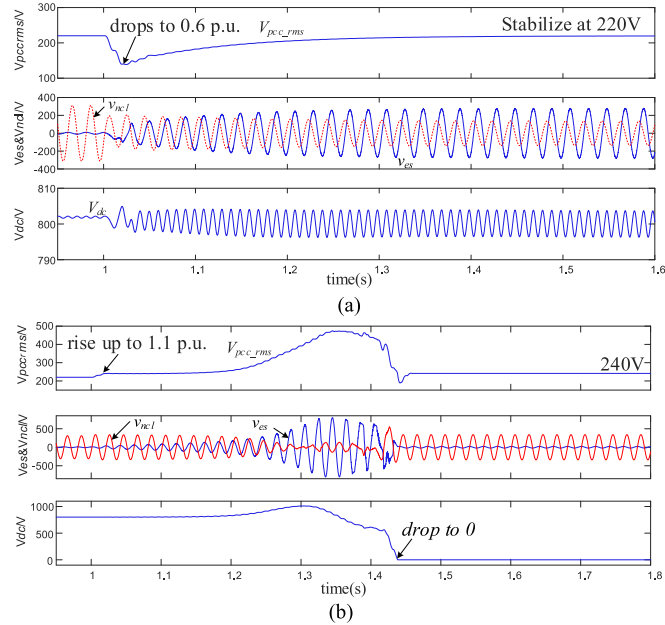 drops to 0.6 p.u. Vpcc_rms Stabilize at 220V
Vpccrms/V
300
200
100
Ves&Vncl/V
400
200
0
-200
-400
vncl
ves
Vdc/V
810
800
790
Vdc
1 1.1 1.2 1.3 1.4 1.5 1.6
time(s)
(a)
Vpccrms/V
500
400
300
200
rise up to 1.1 p.u. Vpcc_rms 240V
Ves&Vncl/V
500
0
-500
vncl ves
Vdc/V
1000
500
0
drop to 0
1 1.1 1.2 1.3 1.4 1.5 1.6 1.7 1.8
time(s)
(b)